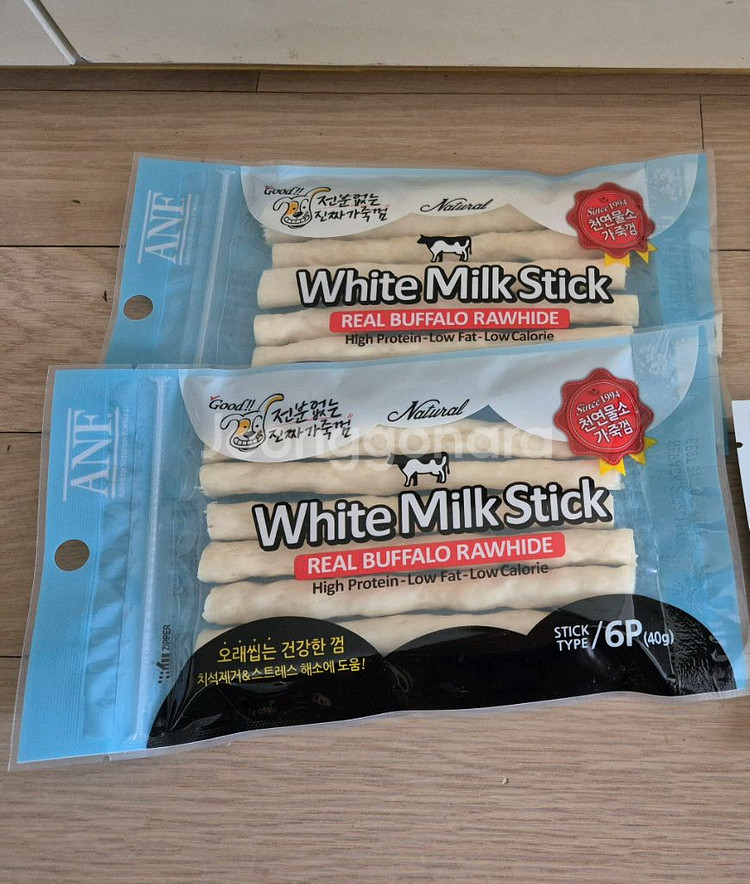 ANF
Good!!
전분없는
진짜가죽껌
Natural
Since 1994
천연물소
가죽껌
White Milk Stick
REAL BUFFALO RAWHIDE
High Protein-Low Fat-Low Calorie
ANF
Good!!
전분없는
진짜가죽껌
Natural
Since 1994
천연물소
가죽껌
Joonggonara
White Milk Stick
REAL BUFFALO RAWHIDE
High Protein-Low Fat-Low Calorie
ZIPPER
오래씹는 건강한 껌
치석제거&스트레스 해소에 도움!
STICK
TYPE /6P (40g)